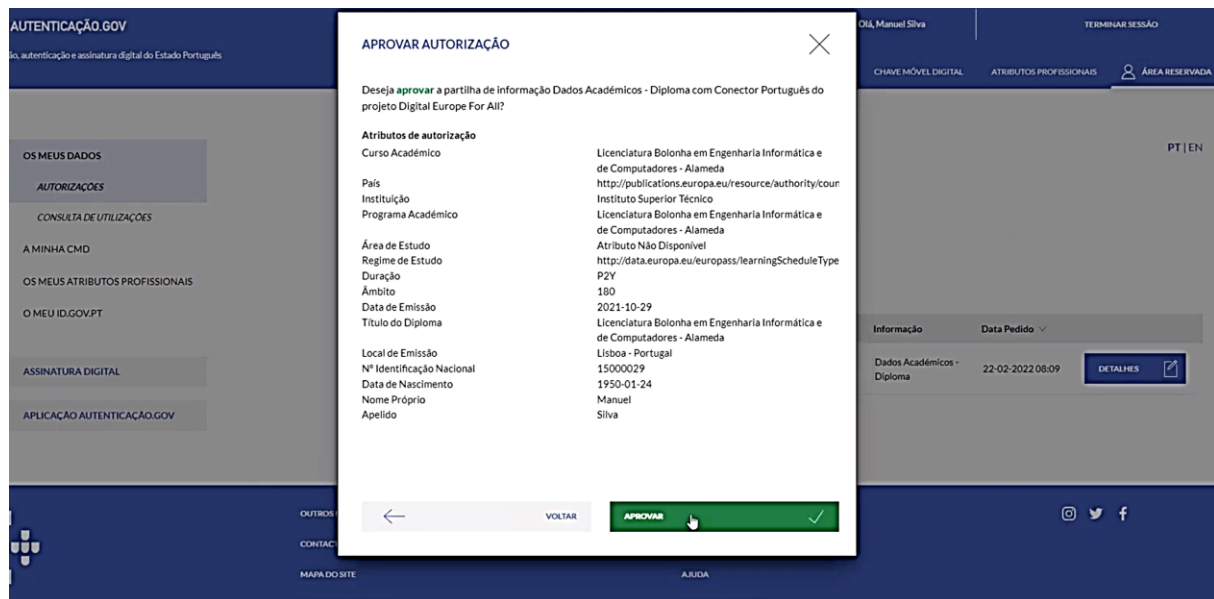 AUTENTICAÇÃO.GOV
ão, autenticação e assinatura digital do Estado Português
Olá, Manuel Silva
TERMINAR SESSÃO
CHAVE MÓVEL DIGITAL
ATRIBUTOS PROFISSIONAIS
ÁREA RESERVADA
PT | EN
OS MEUS DADOS
AUTORIZAÇÕES
CONSULTA DE UTILIZAÇÕES
A MINHA CMD
OS MEUS ATRIBUTOS PROFISSIONAIS
O MEU ID.GOV.PT
ASSINATURA DIGITAL
APLICAÇÃO AUTENTICAÇÃO.GOV
APROVAR AUTORIZAÇÃO
Deseja aprovar a partilha de informação Dados Académicos - Diploma com Conector Português do
projeto Digital Europe For All?
Atributos de autorização
Curso Académico Licenciatura Bolonha em Engenharia Informática e
de Computadores - Alameda
País http://publications.europa.eu/resource/authority/cour
Instituição Instituto Superior Técnico
Programa Académico Licenciatura Bolonha em Engenharia Informática e
de Computadores - Alameda
Área de Estudo Atributo Não Disponível
Regime de Estudo http://data.europa.eu/europass/learningScheduleType
Duração P2Y
Âmbito 180
Data de Emissão 2021-10-29
Título do Diploma Licenciatura Bolonha em Engenharia Informática e
de Computadores - Alameda
Local de Emissão Lisboa - Portugal
Nº Identificação Nacional 15000029
Data de Nascimento 1950-01-24
Nome Próprio Manuel
Apelido Silva
VOLTAR
APROVAR
Informação Data Pedido
Dados Académicos -
Diploma
22-02-2022 08:09
DETALHES
OUTROS
CONTAC
MAPA DO SITE
AJUDA